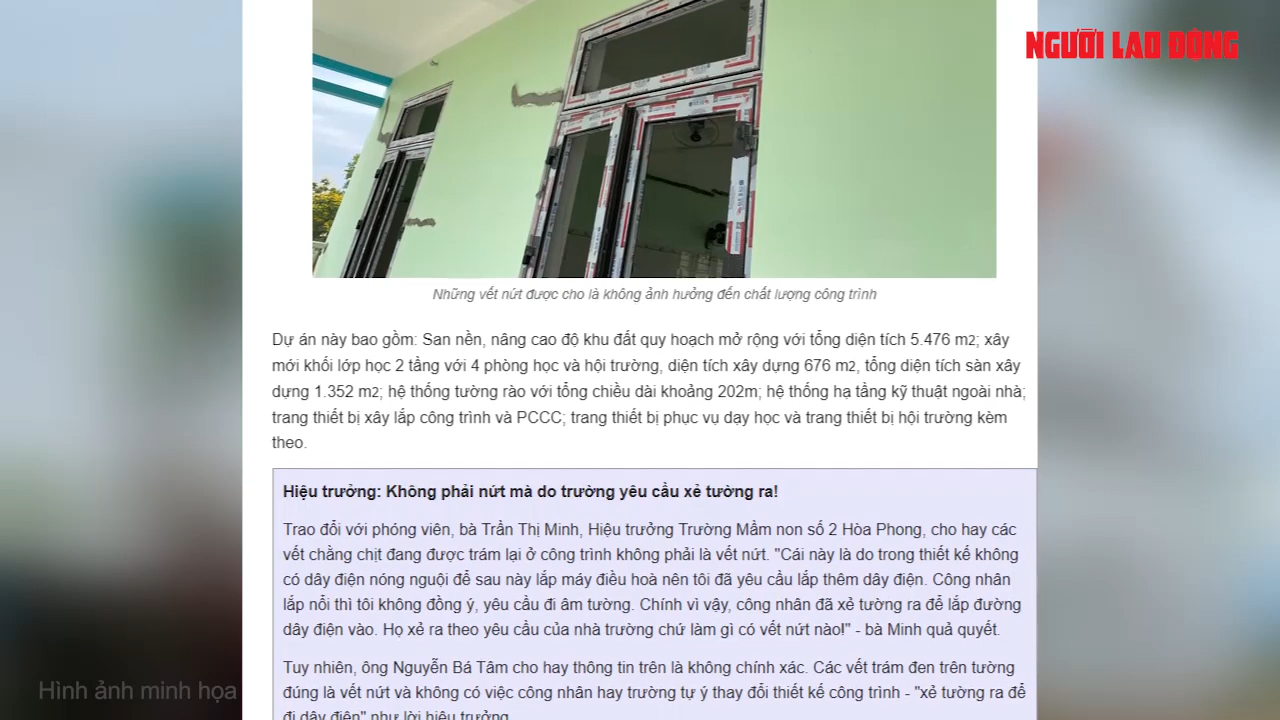 NGƯỜI LAO ĐỘNG
Những vết nứt được cho là không ảnh hưởng đến chất lượng công trình
Dự án này bao gồm: San nền, nâng cao độ khu đất quy hoạch mở rộng với tổng diện tích 5.476 m2; xây
mới khối lớp học 2 tầng với 4 phòng học và hội trường, diện tích xây dựng 676 m2, tổng diện tích sàn xây
dựng 1.352 m2; hệ thống tường rào với tổng chiều dài khoảng 202m; hệ thống hạ tầng kỹ thuật ngoài nhà;
trang thiết bị xây lắp công trình và PCCC; trang thiết bị phục vụ dạy học và trang thiết bị hội trường kèm
theo.
Hiệu trưởng: Không phải nứt mà do trường yêu cầu xẻ tường ra!
Trao đổi với phóng viên, bà Trần Thị Minh, Hiệu trưởng Trường Mầm non số 2 Hòa Phong, cho hay các
vết chằng chịt đang được trám lại ở công trình không phải là vết nứt. "Cái này là do trong thiết kế không
có dây điện nóng nguội để sau này lắp máy điều hoà nên tôi đã yêu cầu lắp thêm dây điện. Công nhân
lắp nổi thì tôi không đồng ý, yêu cầu đi âm tường. Chính vì vậy, công nhân đã xẻ tường ra để lắp đường
dây điện vào. Họ xẻ ra theo yêu cầu của nhà trường chứ làm gì có vết nứt nào!" - bà Minh quả quyết.
Tuy nhiên, ông Nguyễn Bá Tâm cho hay thông tin trên là không chính xác. Các vết trám đen trên tường
đúng là vết nứt và không có việc công nhân hay trường tự ý thay đổi thiết kế công trình - "xẻ tường ra để
đi dây điện" như lời hiệu trưởng.
Hình ảnh minh họa